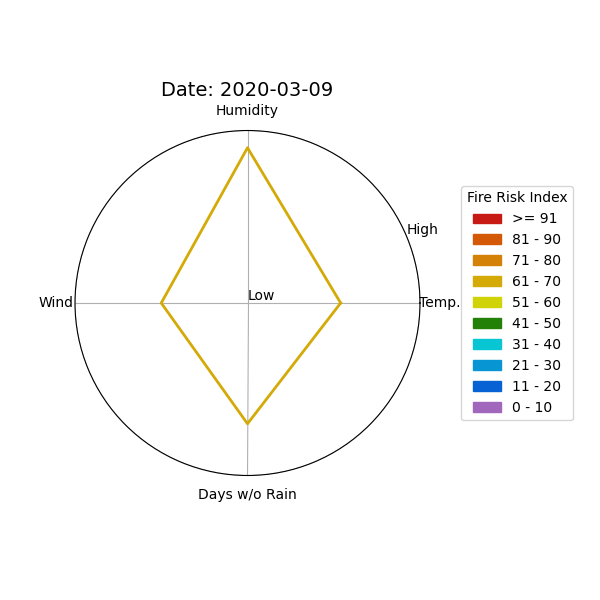 Date: 2020-03-09
Humidity
High
Low
Wind
Temp.
Days w/o Rain
Fire Risk Index
>= 91
81 - 90
71 - 80
61 - 70
51 - 60
41 - 50
31 - 40
21 - 30
11 - 20
0 - 10